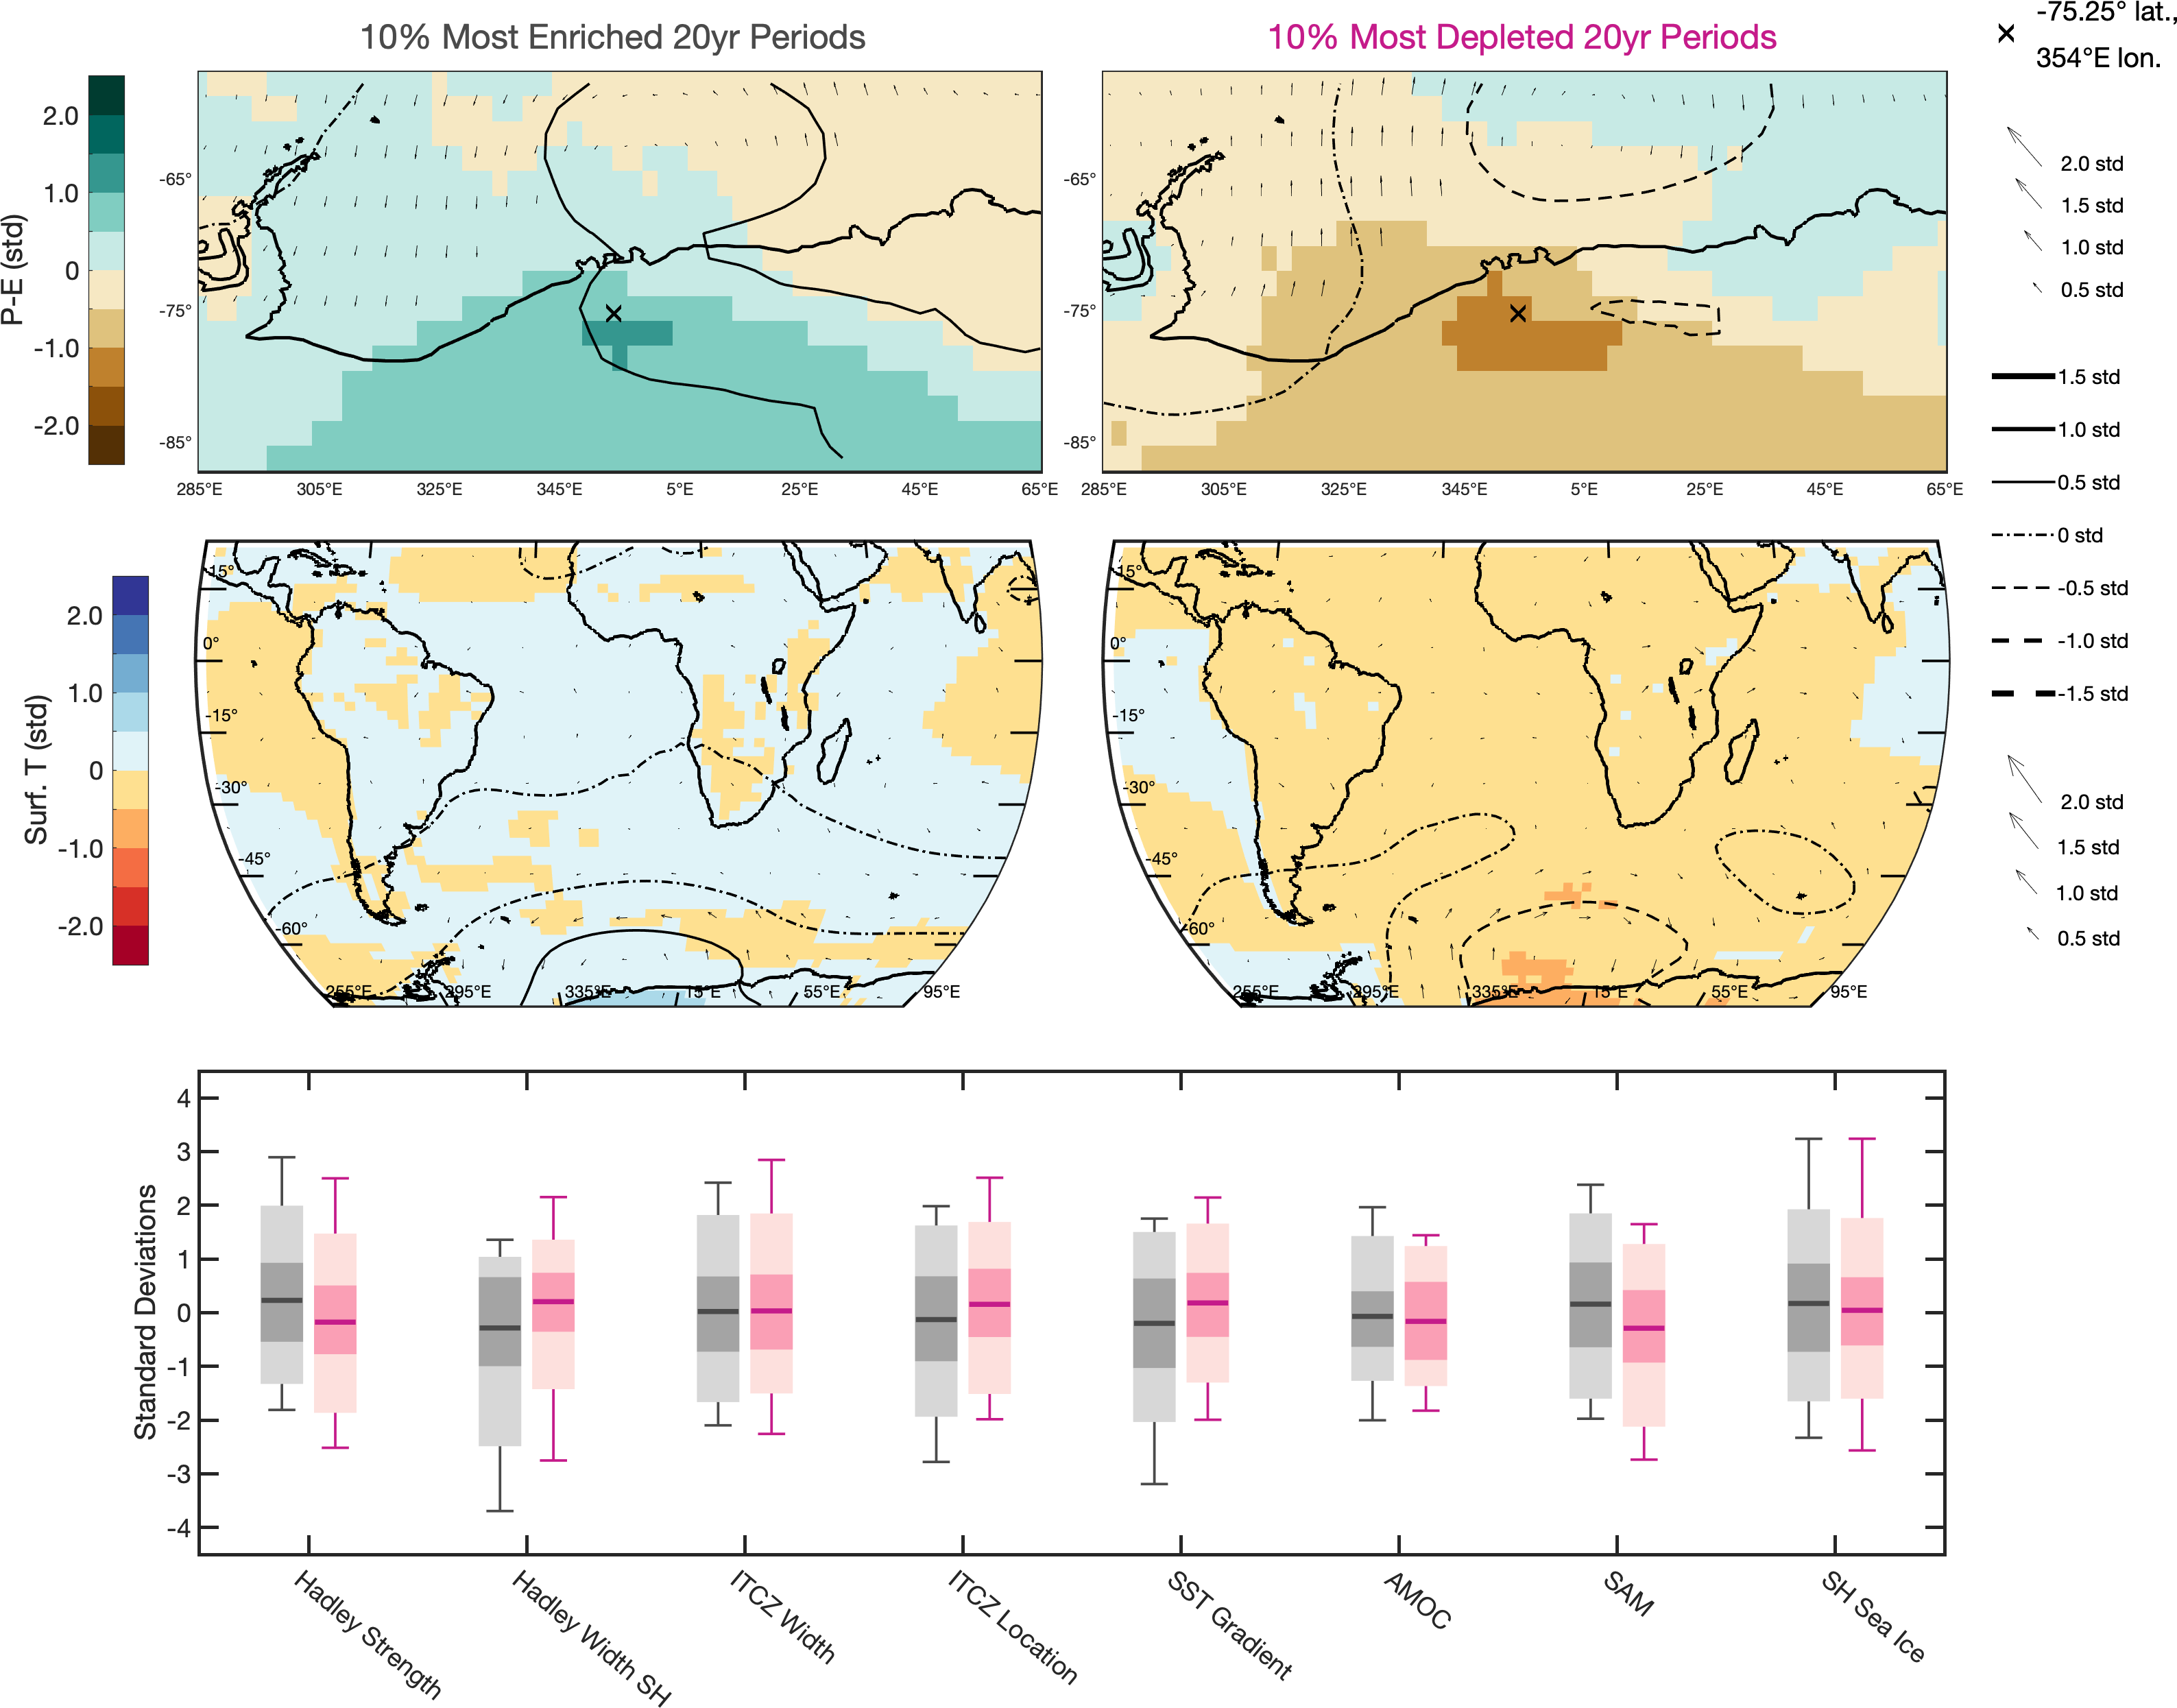 10% Most Enriched 20yr Periods
10% Most Depleted 20yr Periods
-75.25° lat.,
354°E lon.
P-E (std)
2.0
1.0
0
-1.0
-2.0
-65°
-75°
-85°
285°E 305°E 325°E 345°E 5°E 25°E 45°E 65°E
-65°
-75°
-85°
285°E 305°E 325°E 345°E 5°E 25°E 45°E 65°E
2.0 std
1.5 std
1.0 std
0.5 std
1.5 std
1.0 std
0.5 std
0 std
-0.5 std
-1.0 std
-1.5 std
2.0 std
1.5 std
1.0 std
0.5 std
Surf. T (std)
2.0
1.0
0
-1.0
-2.0
15°
0°
-15°
-30°
-45°
-60°
255°E 295°E 335°E 15°E 55°E 95°E
15°
0°
-15°
-30°
-45°
-60°
255°E 295°E 335°E 15°E 55°E 95°E
Standard Deviations
4
3
2
1
0
-1
-2
-3
-4
Hadley Strength
Hadley Width SH
ITCZ Width
ITCZ Location
SST Gradient
AMOC
SAM
SH Sea Ice